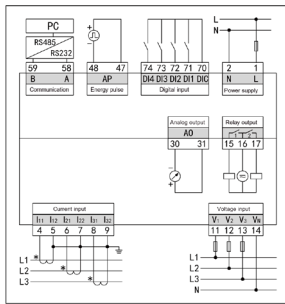 PC
RS485
RS232
L
N
59 58
B A
Communication
48 47
AP
Energy pulse
74 73 72 71 70
DI4 DI3 DI2 DI1 DIC
Digital input
2 1
N L
Power supply
Analog output
AO
30 31
Relay output
1 2
15 16 17
Current input
I11 I12 I21 I22 I31 I32
4 5 6 7 8 9
Voltage input
V1 V2 V3 VN
11 12 13 14
L1
L2
L3
L1
L2
L3
N